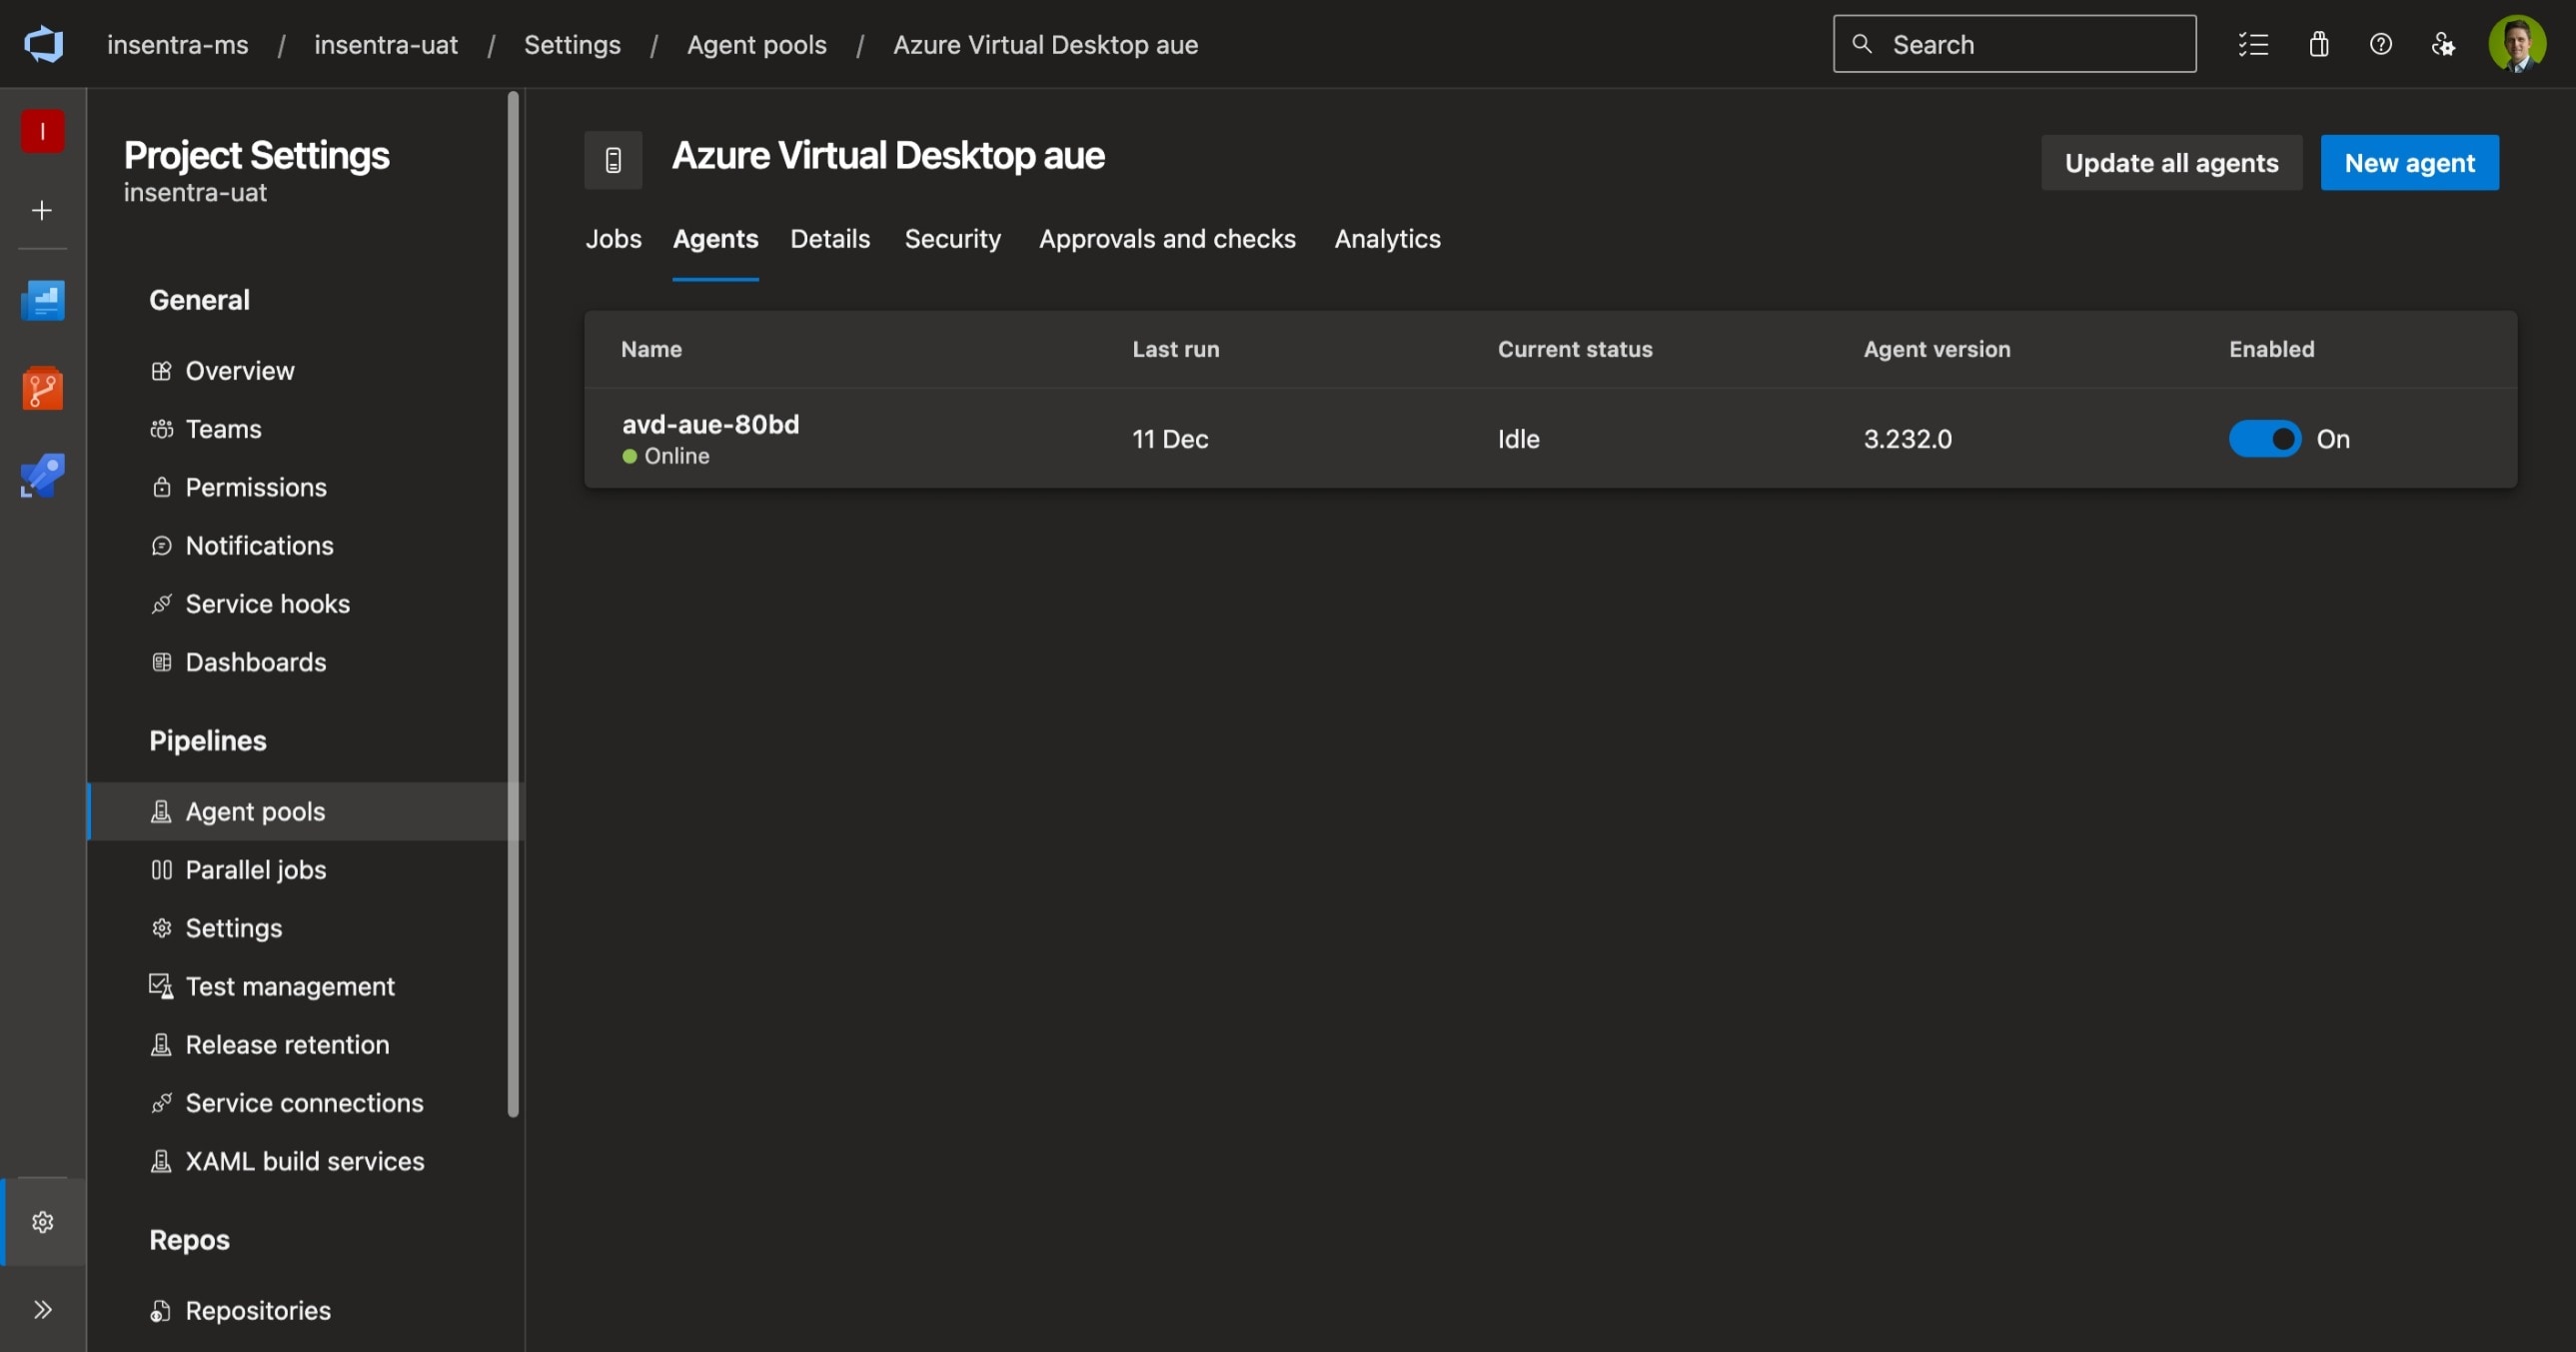 insentra-ms / insentra-uat / Settings / Agent pools / Azure Virtual Desktop aue
Search
I
Project Settings
insentra-uat
General
Overview
Teams
Permissions
Notifications
Service hooks
Dashboards
Pipelines
Agent pools
Parallel jobs
Settings
Test management
Release retention
Service connections
XAML build services
Repos
Repositories
Azure Virtual Desktop aue
Update all agents
New agent
Jobs Agents Details Security Approvals and checks Analytics
Name Last run Current status Agent version Enabled
avd-aue-80bd
Online
11 Dec Idle 3.232.0 On